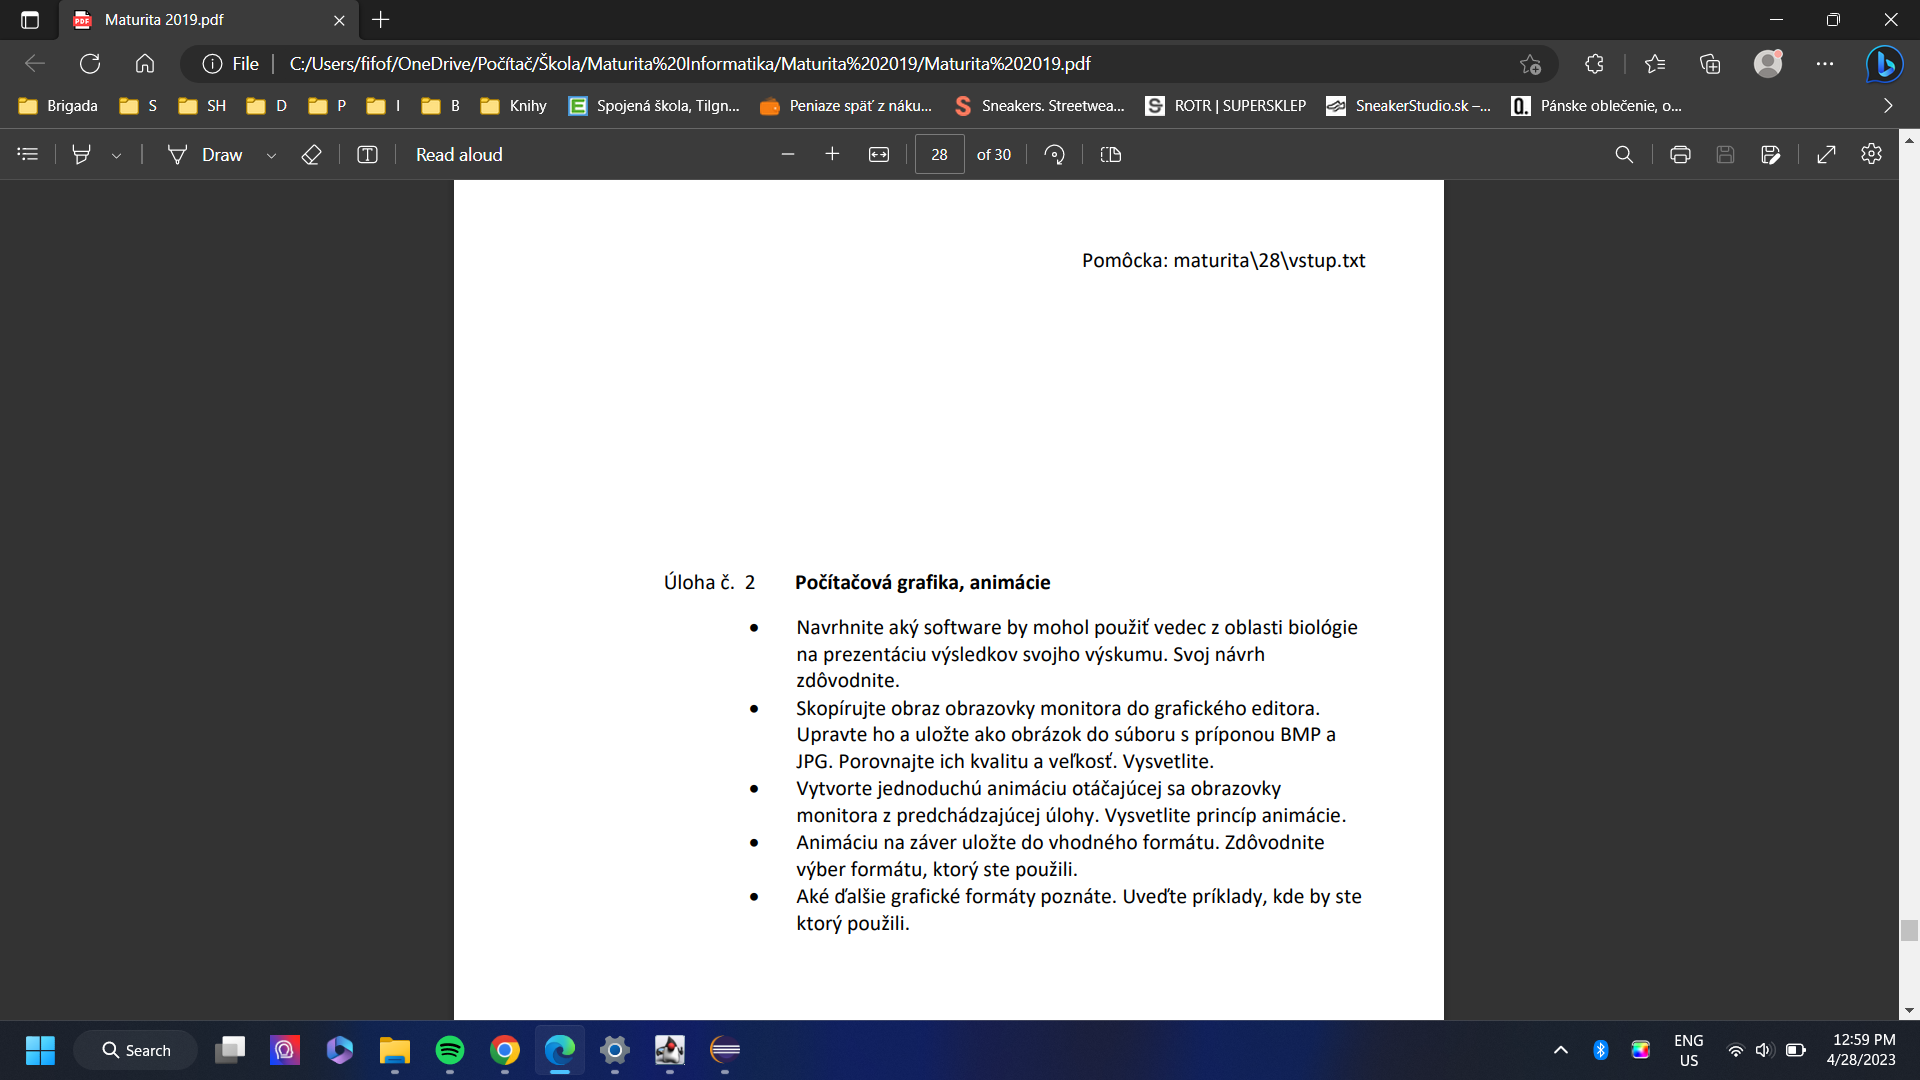 Maturita 2019.pdf
File
C:/Users/fifof/OneDrive/Počítač/Škola/Maturita%20Informatika/Maturita%202019/Maturita%202019.pdf
Brigada S SH D P I B Knihy Spojená škola, Tilgn... Peniaze späť z náku... Sneakers. Streetwea... ROTR | SUPERSKLEP SneakerStudio.sk –... Pánske oblečenie, o...
Draw Read aloud 28 of 30
Pomôcka: maturita\28\vstup.txt
Úloha č. 2 Počítačová grafika, animácie
• Navrhnite aký software by mohol použiť vedec z oblasti biológie
na prezentáciu výsledkov svojho výskumu. Svoj návrh
zdôvodnite.
• Skopírujte obraz obrazovky monitora do grafického editora.
Upravte ho a uložte ako obrázok do súboru s príponou BMP a
JPG. Porovnajte ich kvalitu a veľkosť. Vysvetlite.
• Vytvorte jednoduchú animáciu otáčajúcej sa obrazovky
monitora z predchádzajúcej úlohy. Vysvetlite princíp animácie.
• Animáciu na záver uložte do vhodného formátu. Zdôvodnite
výber formátu, ktorý ste použili.
• Aké ďalšie grafické formáty poznáte. Uveďte príklady, kde by ste
ktorý použili.
Search
ENG
US
12:59 PM
4/28/2023